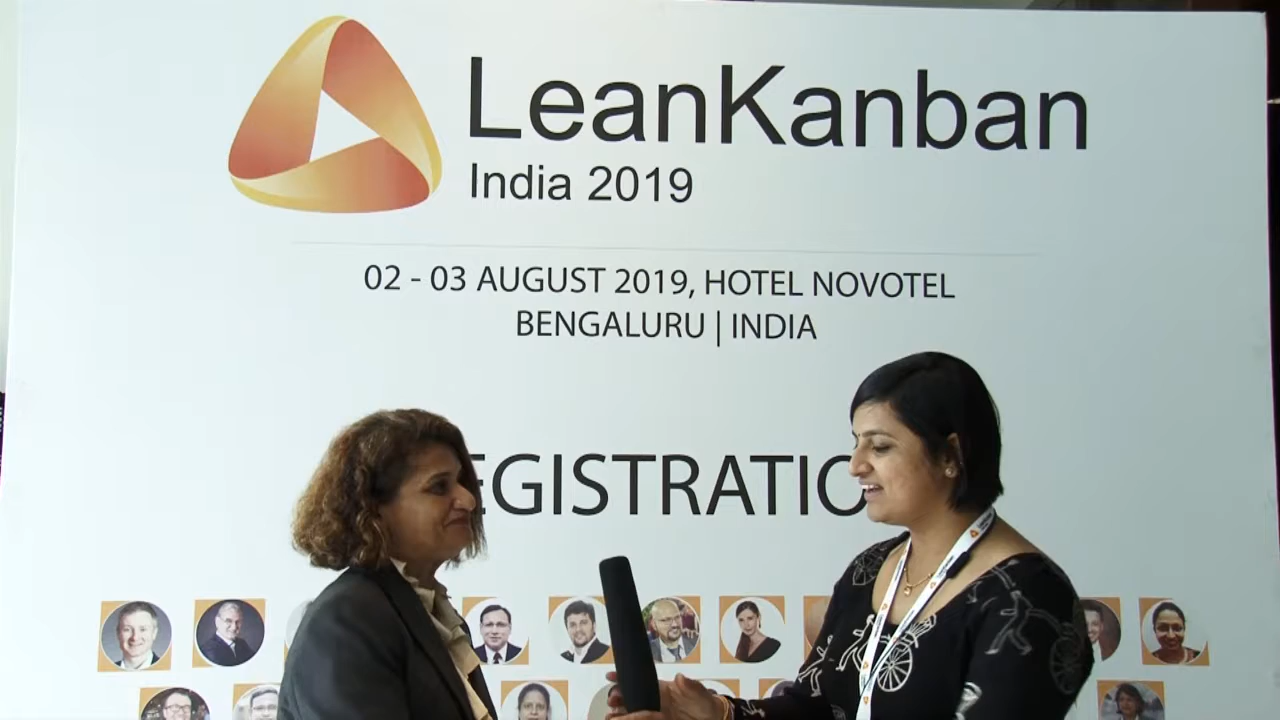 LeanKanban
India 2019
02 - 03 AUGUST 2019, HOTEL NOVOTEL
BENGALURU | INDIA
EGISTRATIO